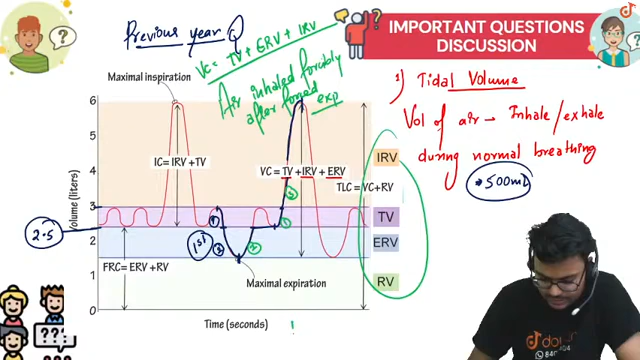 Previous year Q
VC = TV + ERV + IRV
Air inhaled forcibly
after forced exp
IMPORTANT QUESTIONS
DISCUSSION
1) Tidal Volume
Vol of air → Inhale/exhale
during normal breathing
500ml
Maximal inspiration
6
5
4
3
2
1
0
Volume (liters)
2.5
IC = IRV + TV
VC = TV + IRV + ERV
TLC = VC + RV
FRC = ERV + RV
1st
Maximal expiration
Time (seconds)
IRV
TV
ERV
RV